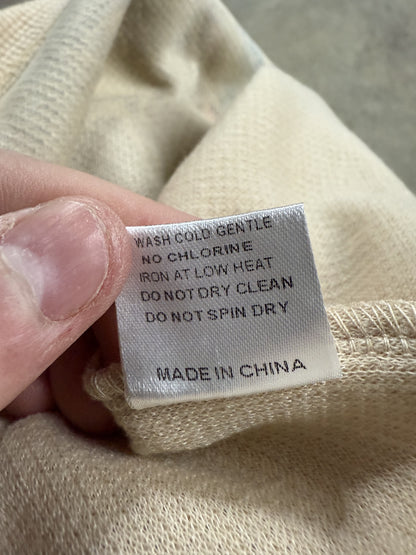 WASH COLD GENTLE
NO CHLORINE
IRON AT LOW HEAT
DO NOT DRY CLEAN
DO NOT SPIN DRY
MADE IN CHINA